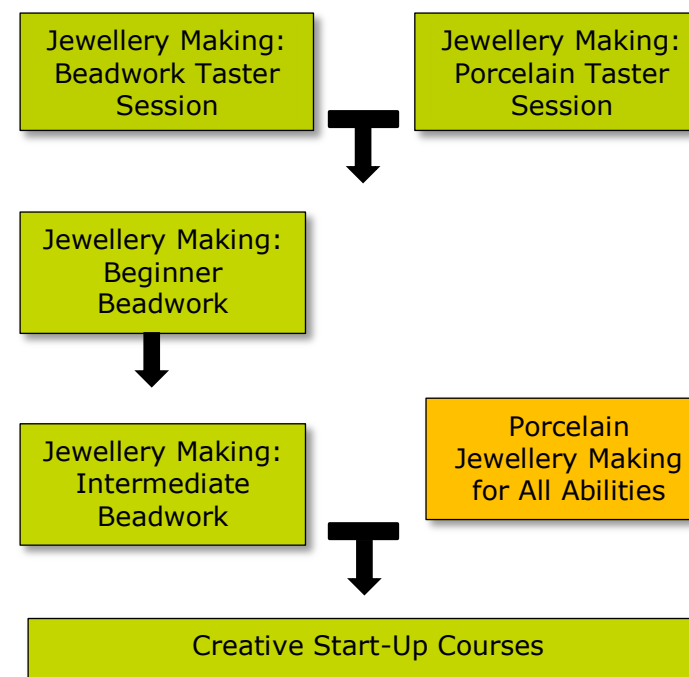 Jewellery Making:
Beadwork Taster
Session
Jewellery Making:
Porcelain Taster
Session
Jewellery Making:
Beginner
Beadwork
Jewellery Making:
Intermediate
Beadwork
Porcelain
Jewellery Making
for All Abilities
Creative Start-Up Courses